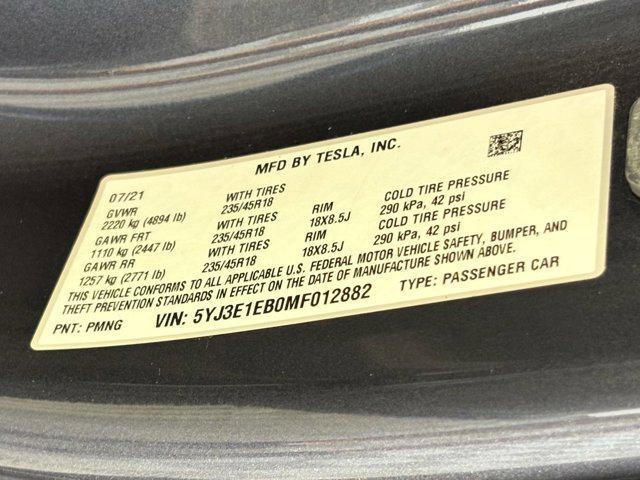 MFD BY TESLA, INC.
07/21
GVWR WITH TIRES RIM COLD TIRE PRESSURE
2220 kg (4894 lb) 235/45R18 18X8.5J 290 kPa, 42 psi
GAWR FRT WITH TIRES RIM COLD TIRE PRESSURE
1110 kg (2447 lb) 235/45R18 18X8.5J 290 kPa, 42 psi
GAWR RR WITH TIRES
1257 kg (2771 lb) 235/45R18
THIS VEHICLE CONFORMS TO ALL APPLICABLE U.S. FEDERAL MOTOR VEHICLE SAFETY, BUMPER, AND
THEFT PREVENTION STANDARDS IN EFFECT ON THE DATE OF MANUFACTURE SHOWN ABOVE.
PNT: PMNG VIN: 5YJ3E1EB0MF012882 TYPE: PASSENGER CAR